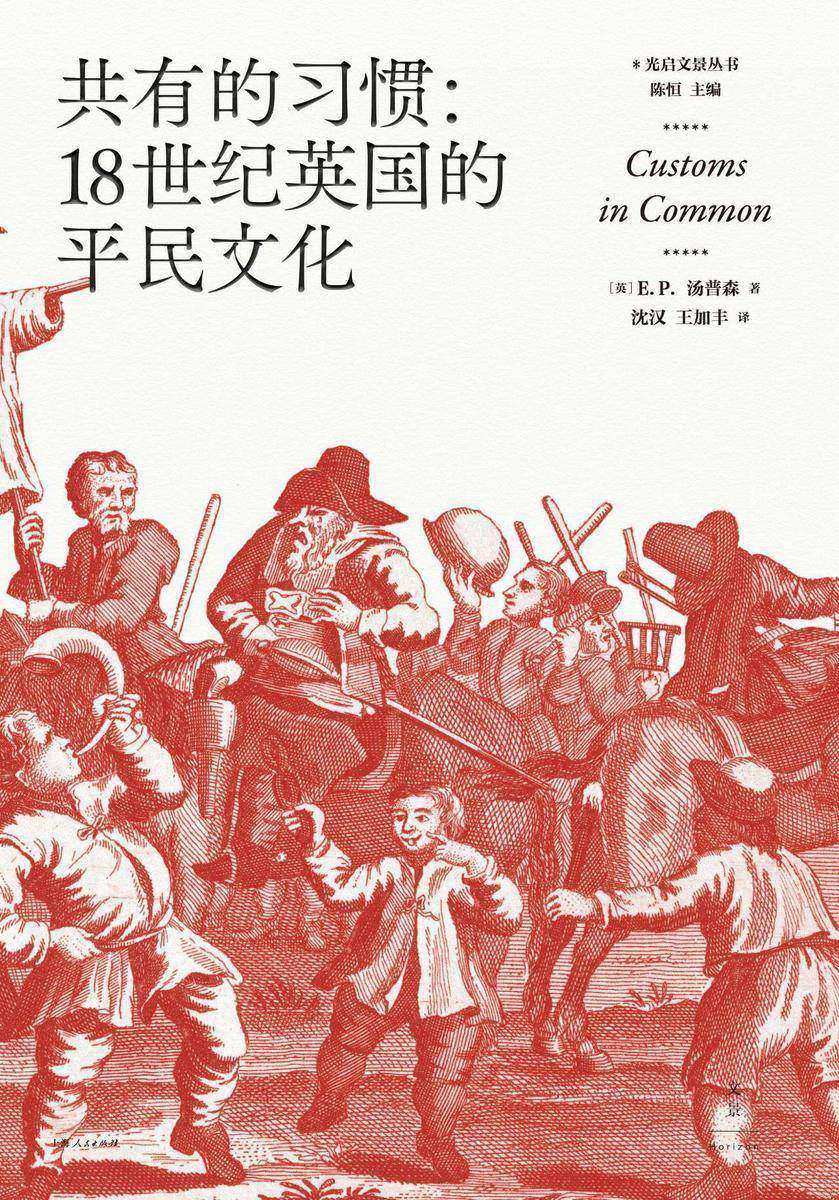 共有的习惯：
18世纪英国的
平民文化
*光启文景丛书
陈恒 主编
*****
Customs
in Common
*****
[英] E. P. 汤普森 著
沈汉 王加丰 译
文
景
Horizon
上海人民出版社